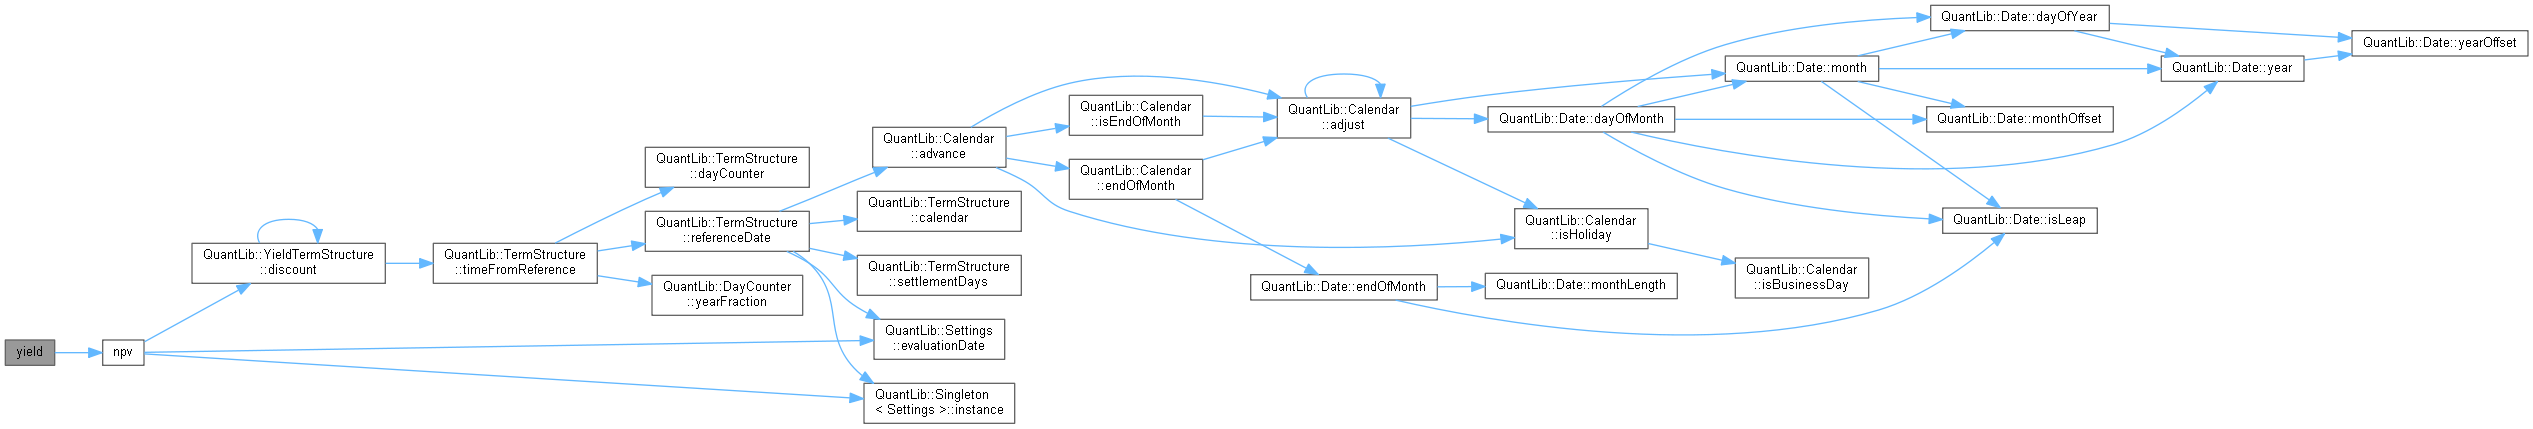 yield
npv
QuantLib::YieldTermStructure
::discount
QuantLib::TermStructure
::timeFromReference
QuantLib::TermStructure
::dayCounter
QuantLib::TermStructure
::referenceDate
QuantLib::DayCounter
::yearFraction
QuantLib::Calendar
::advance
QuantLib::TermStructure
::calendar
QuantLib::TermStructure
::settlementDays
QuantLib::Settings
::evaluationDate
QuantLib::Singleton
< Settings >::instance
QuantLib::Calendar
::isEndOfMonth
QuantLib::Calendar
::endOfMonth
QuantLib::Calendar
::adjust
QuantLib::Date::endOfMonth
QuantLib::Date::dayOfMonth
QuantLib::Calendar
::isHoliday
QuantLib::Date::monthLength
QuantLib::Date::month
QuantLib::Calendar
::isBusinessDay
QuantLib::Date::dayOfYear
QuantLib::Date::monthOffset
QuantLib::Date::isLeap
QuantLib::Date::year
QuantLib::Date::yearOffset